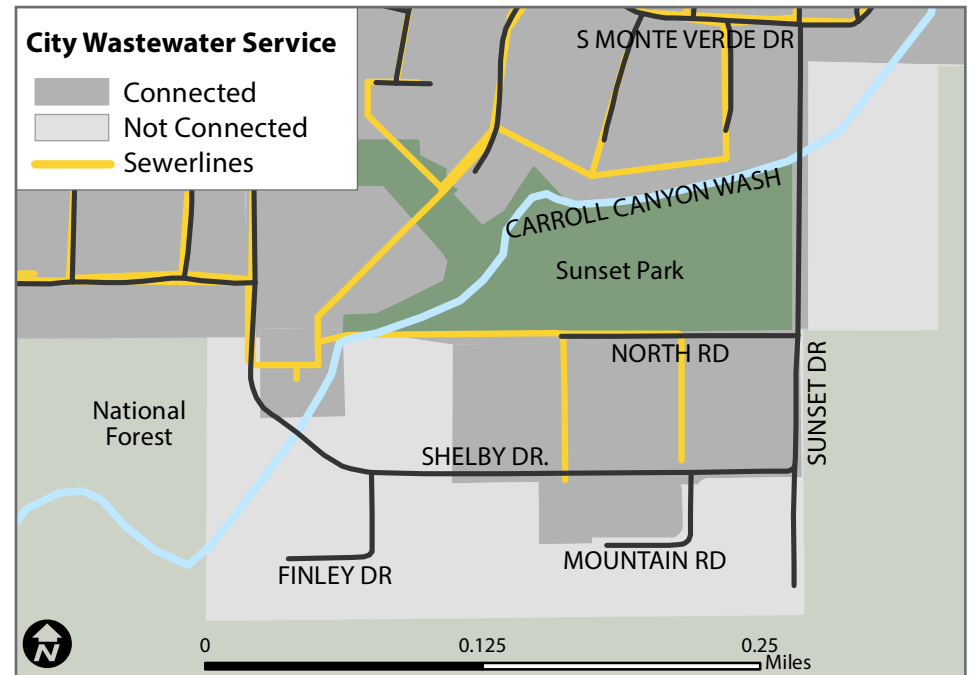 City Wastewater Service
Connected
Not Connected
Sewerlines
S MONTE VERDE DR
CARROLL CANYON WASH
Sunset Park
NORTH RD
SUNSET DR
National
Forest
SHELBY DR.
FINLEY DR
MOUNTAIN RD
N
0 0.125 0.25
Miles